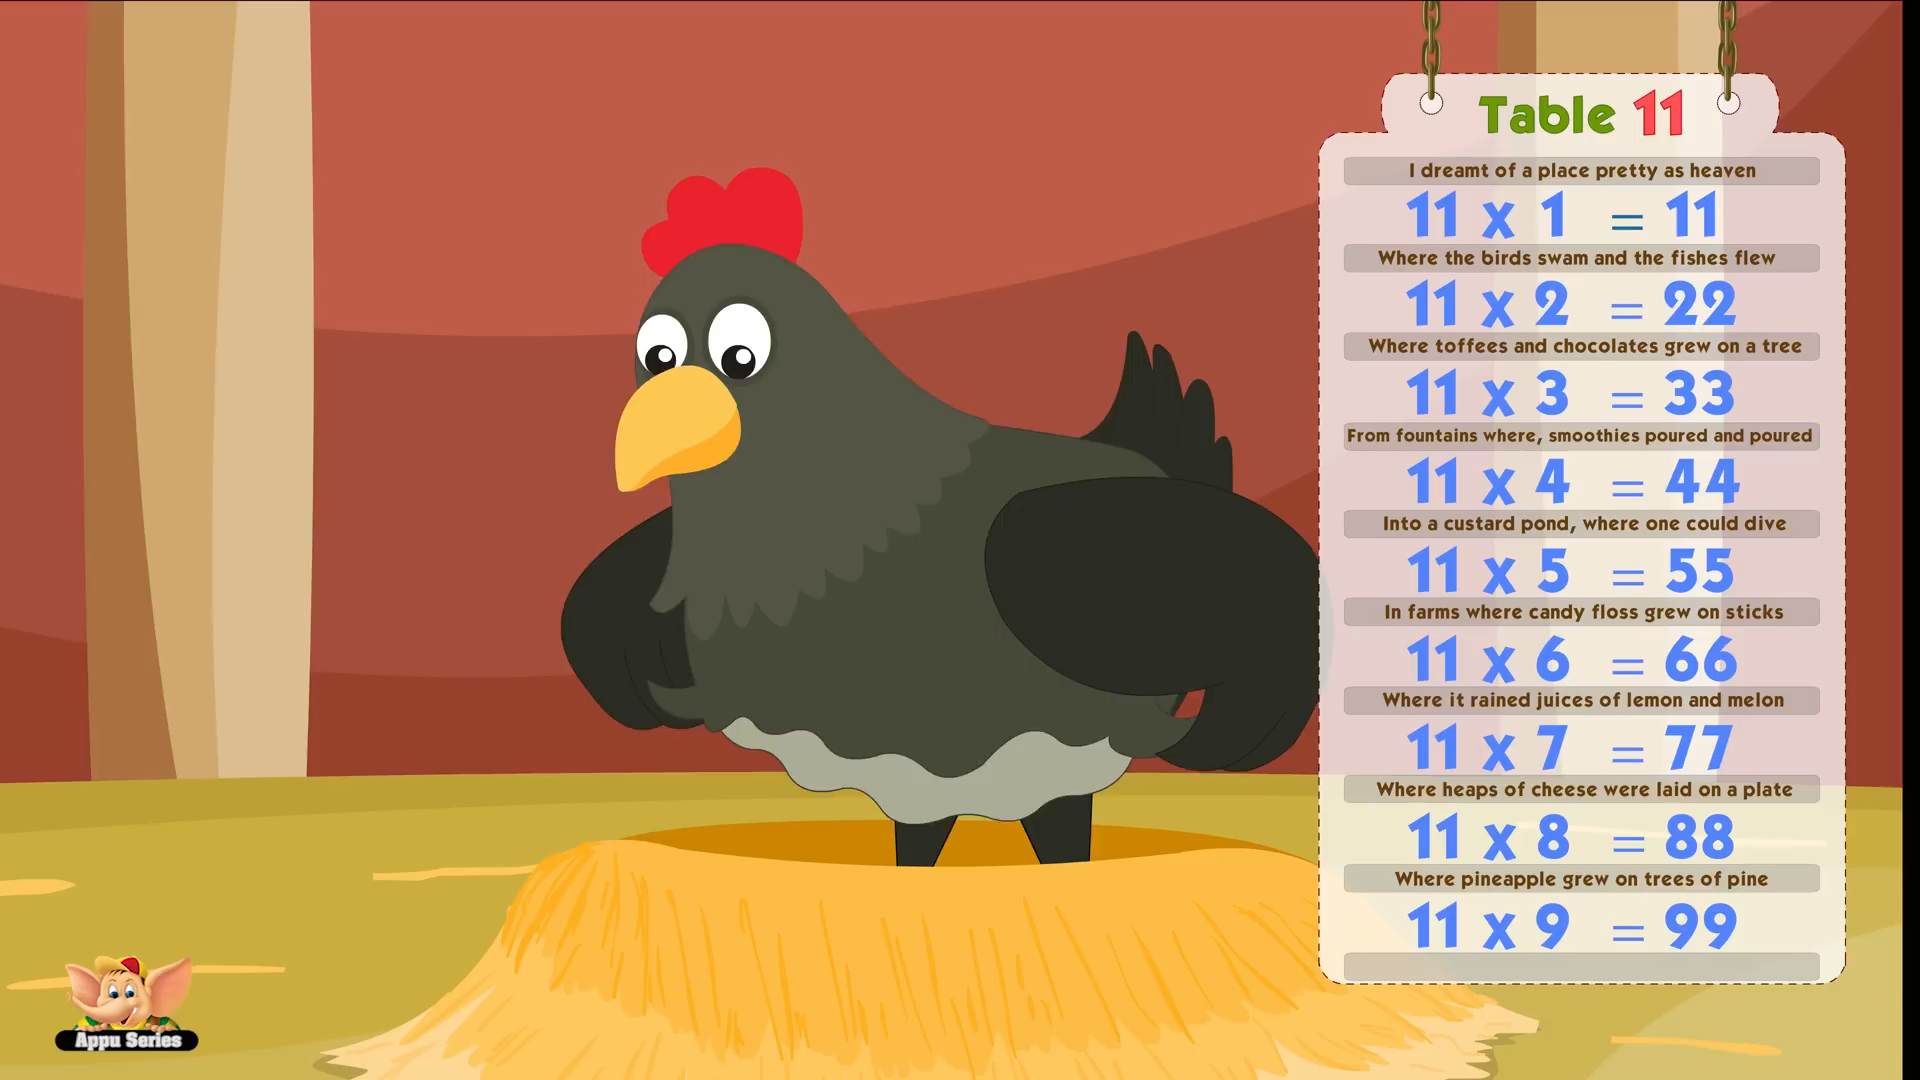 Table 11
I dreamt of a place pretty as heaven
11 x 1 = 11
Where the birds swam and the fishes flew
11 x 2 = 22
Where toffees and chocolates grew on a tree
11 x 3 = 33
From fountains where, smoothies poured and poured
11 x 4 = 44
Into a custard pond, where one could dive
11 x 5 = 55
In farms where candy floss grew on sticks
11 x 6 = 66
Where it rained juices of lemon and melon
11 x 7 = 77
Where heaps of cheese were laid on a plate
11 x 8 = 88
Where pineapple grew on trees of pine
11 x 9 = 99
Appu Series